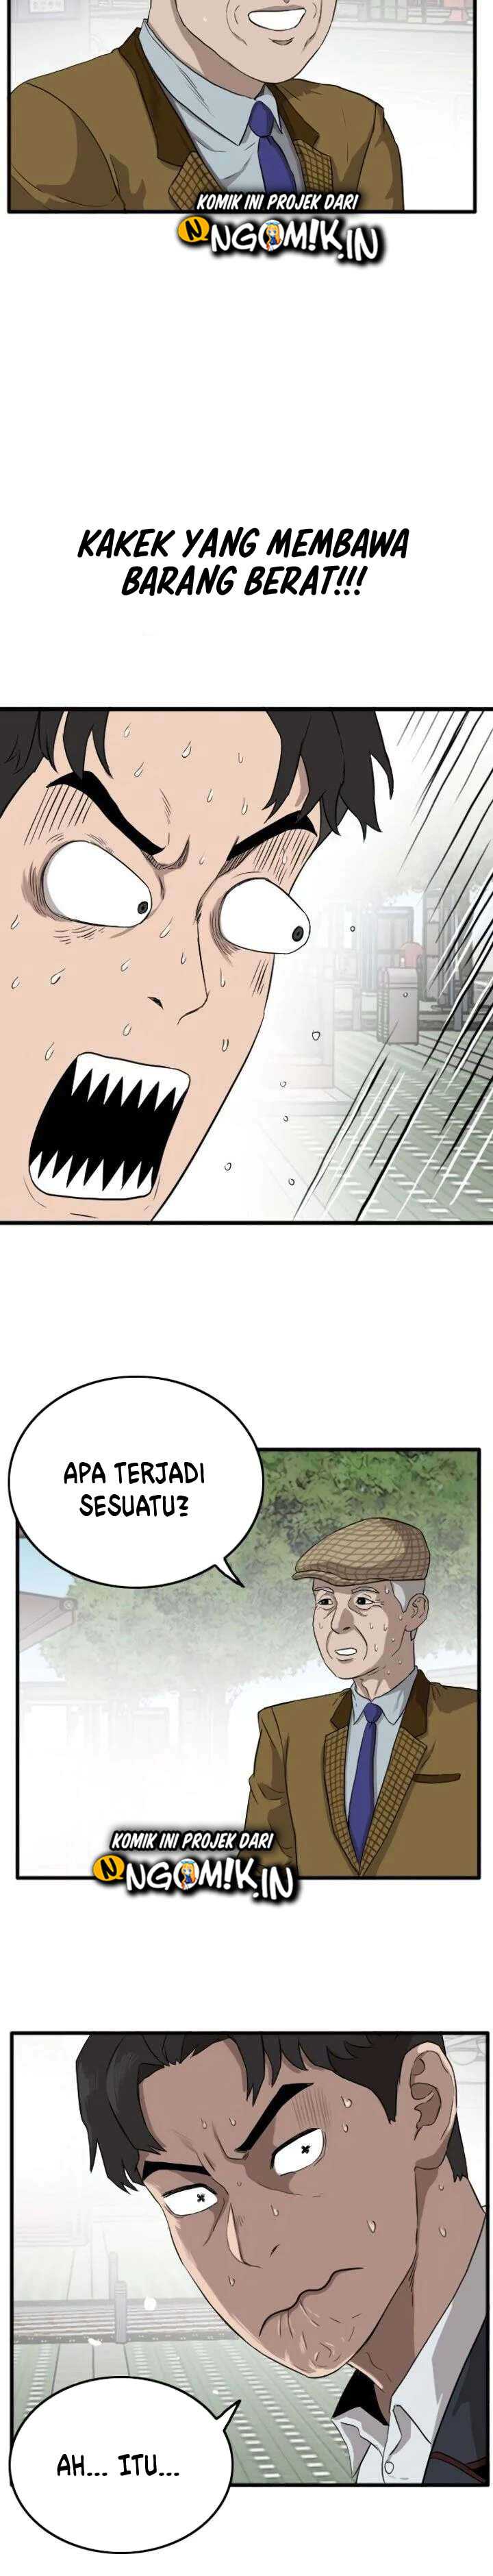 KOMIK INI PROJEK DARI
NGOMIK.IN
KAKEK YANG MEMBAWA
BARANG BERAT!!!
APA TERJADI
SESUATU?
KOMIK INI PROJEK DARI
NGOMIK.IN
AH... ITU...